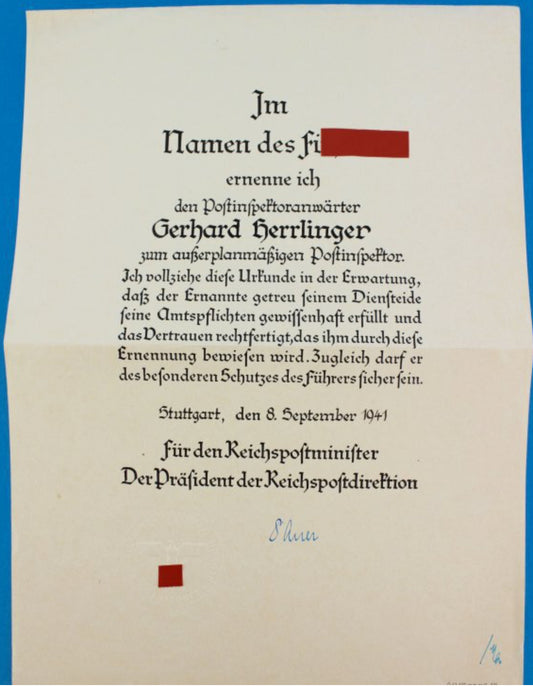 Im
Namen des Fü
ernenne ich
den Postinspektoranwärter
Gerhard Herrlinger
zum außerplanmäßigen Postinspektor.
Ich vollziehe diese Urkunde in der Erwartung,
daß der Ernannte getreu seinem Diensteide
seine Amtspflichten gewissenhaft erfüllt und
das Vertrauen rechtfertigt, das ihm durch diese
Ernennung bewiesen wird. Zugleich darf er
des besonderen Schutzes des Führers sicher sein.
Stuttgart, den 8. September 1941
Für den Reichspostminister
Der Präsident der Reichspostdirektion